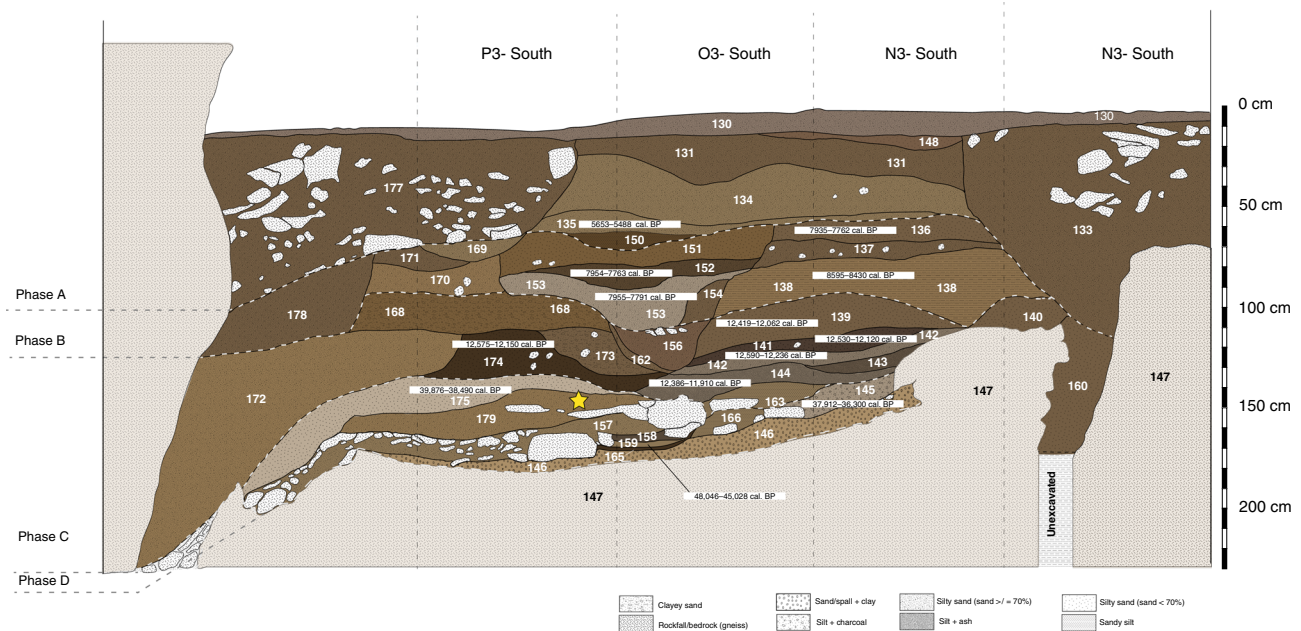 P3- South O3- South N3- South N3- South
0 cm
130 130
148
131 131
177
134
50 cm
135 5653–5488 cal. BP 7935–7762 cal. BP 136 133
150
169 151 137
171
7954–7763 cal. BP 152 8595–8430 cal. BP
170 153 154 138 138
Phase A 7955–7791 cal. BP
100 cm
178 168 168 153 12,419–12,062 cal. BP 139 140
Phase B 12,575–12,150 cal. BP 156 141 12,530–12,120 cal. BP 142
173 12,590–12,236 cal. BP
174 162 142 144 143 147 147
12,386–11,910 cal. BP
39,876–38,490 cal. BP 145 160
172 175 163 37,912–36,300 cal. BP
150 cm
179 157 166
158 146
159
146 165
147 48,046–45,028 cal. BP Unexcavated
200 cm
Phase C
Phase D
Clayey sand Sand/spall + clay Silty sand (sand >/ = 70%) Silty sand (sand < 70%)
Rockfall/bedrock (gneiss) Silt + charcoal Silt + ash Sandy silt